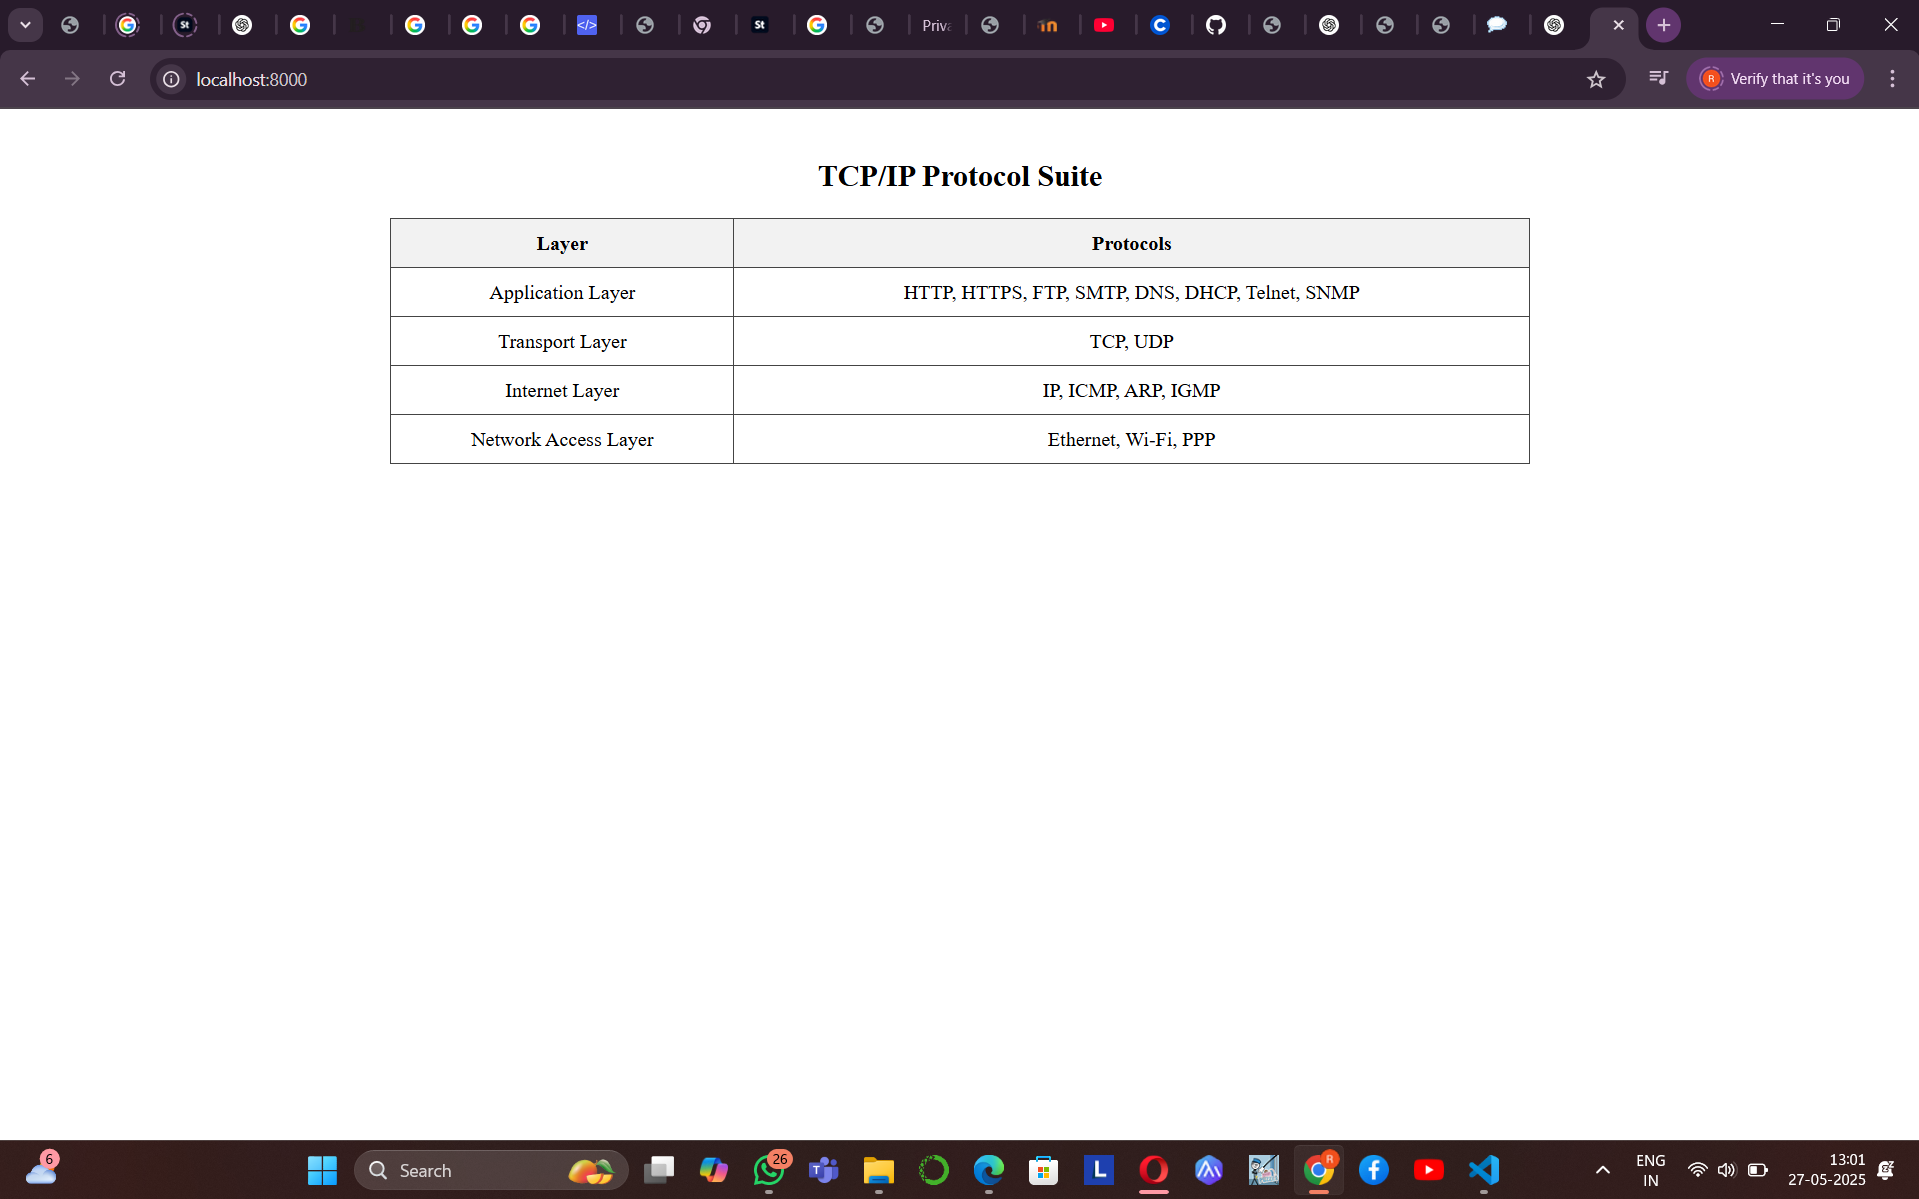 St
</>
St
Priv
C
localhost:8000
R
Verify that it's you
TCP/IP Protocol Suite
Layer Protocols
Application Layer HTTP, HTTPS, FTP, SMTP, DNS, DHCP, Telnet, SNMP
Transport Layer TCP, UDP
Internet Layer IP, ICMP, ARP, IGMP
Network Access Layer Ethernet, Wi-Fi, PPP
6
Search
26
T
L
R
ENG
IN
13:01
27-05-2025